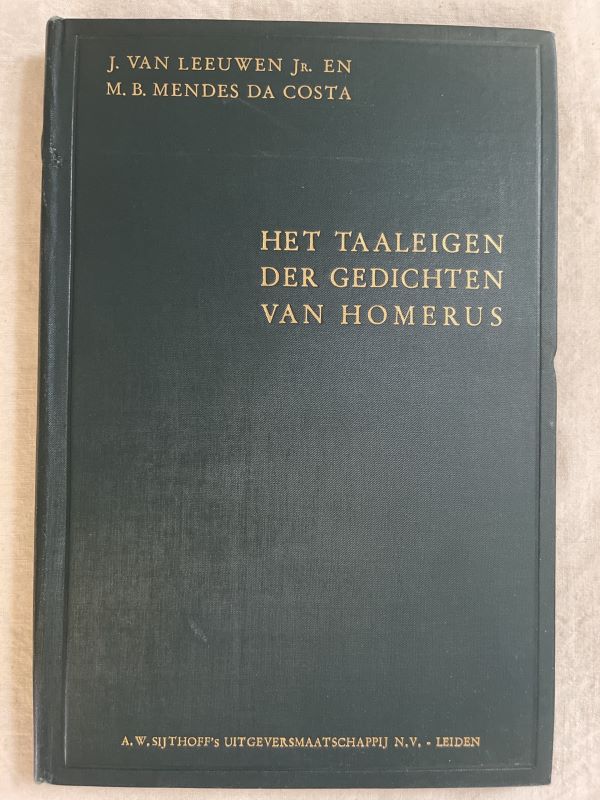 J. VAN LEEUWEN JR. EN
M. B. MENDES DA COSTA
HET TAALEIGEN
DER GEDICHTEN
VAN HOMERUS
A.W. SIJTHOFF's UITGEVERSMAATSCHAPPIJ N.V. - LEIDEN